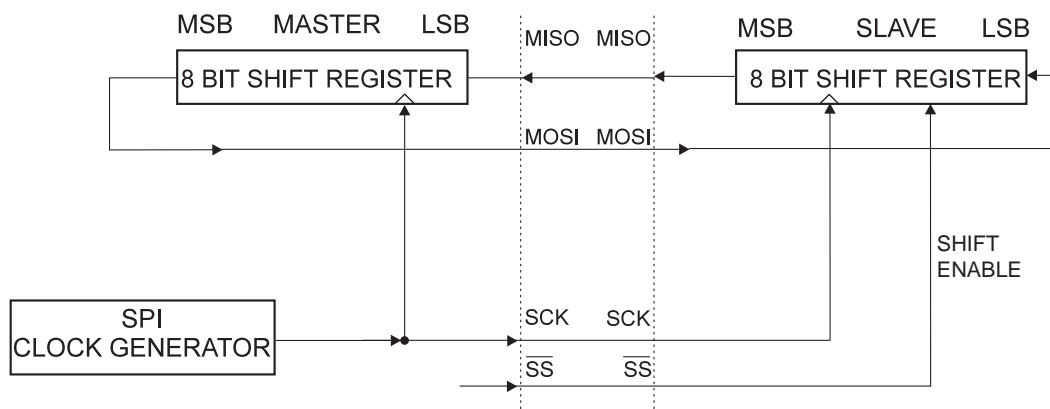 MSB MASTER LSB
MISO MISO
MSB SLAVE LSB
8 BIT SHIFT REGISTER
8 BIT SHIFT REGISTER
MOSI MOSI
SHIFT
ENABLE
SPI
CLOCK GENERATOR
SCK SCK
SS SS